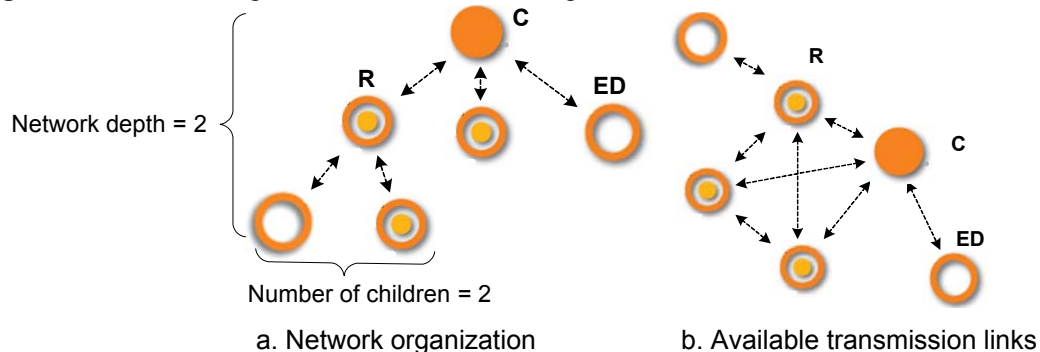 C
R
ED
Network depth = 2
Number of children = 2
a. Network organization
R
C
ED
b. Available transmission links